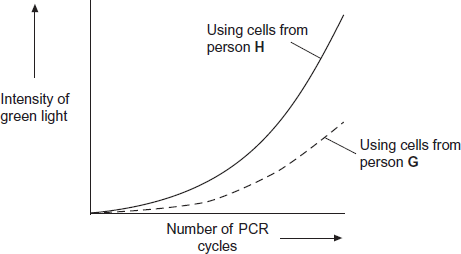 Using cells from
person H
Intensity of
green light
Using cells from
person G
Number of PCR
cycles